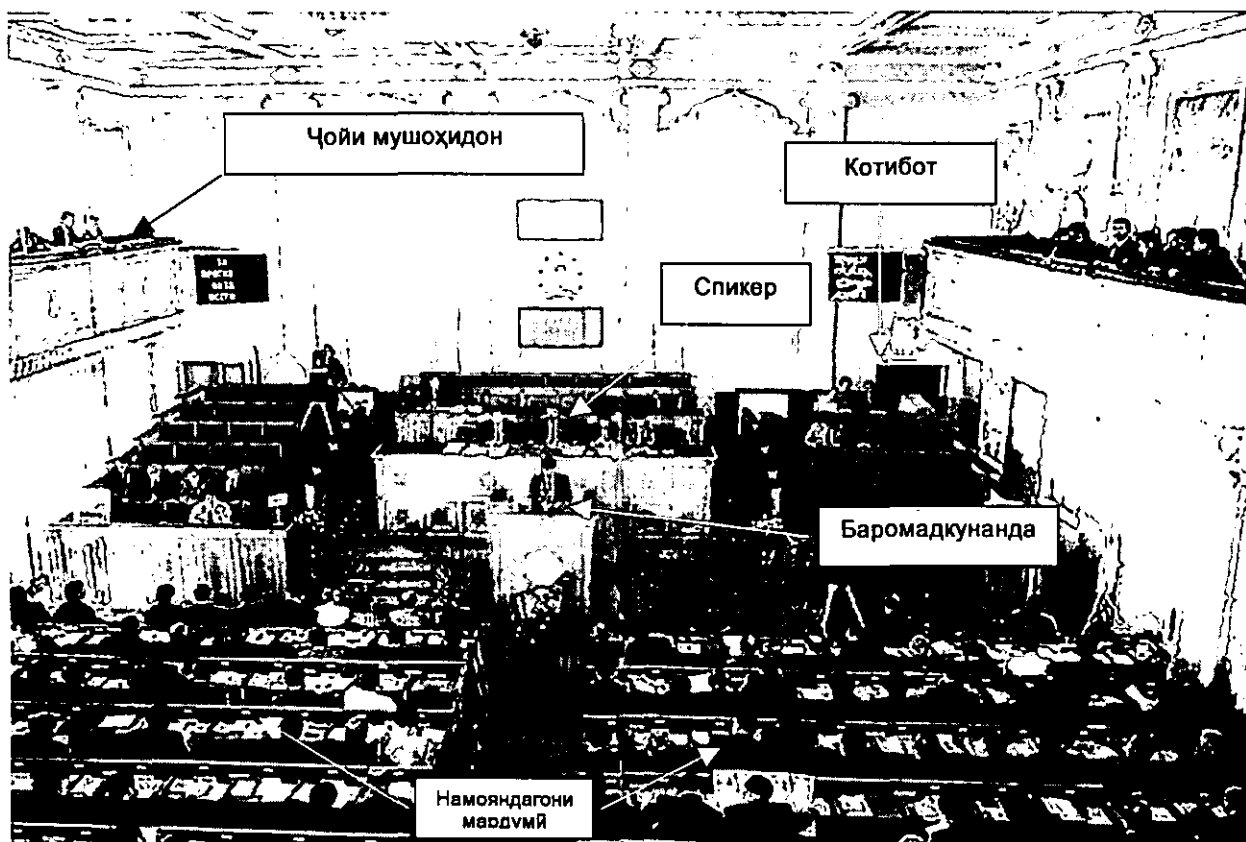 Ҷойи мушоҳидон
Котибот
Спикер
Баромадкунанда
Намояндагони
мардумӣ